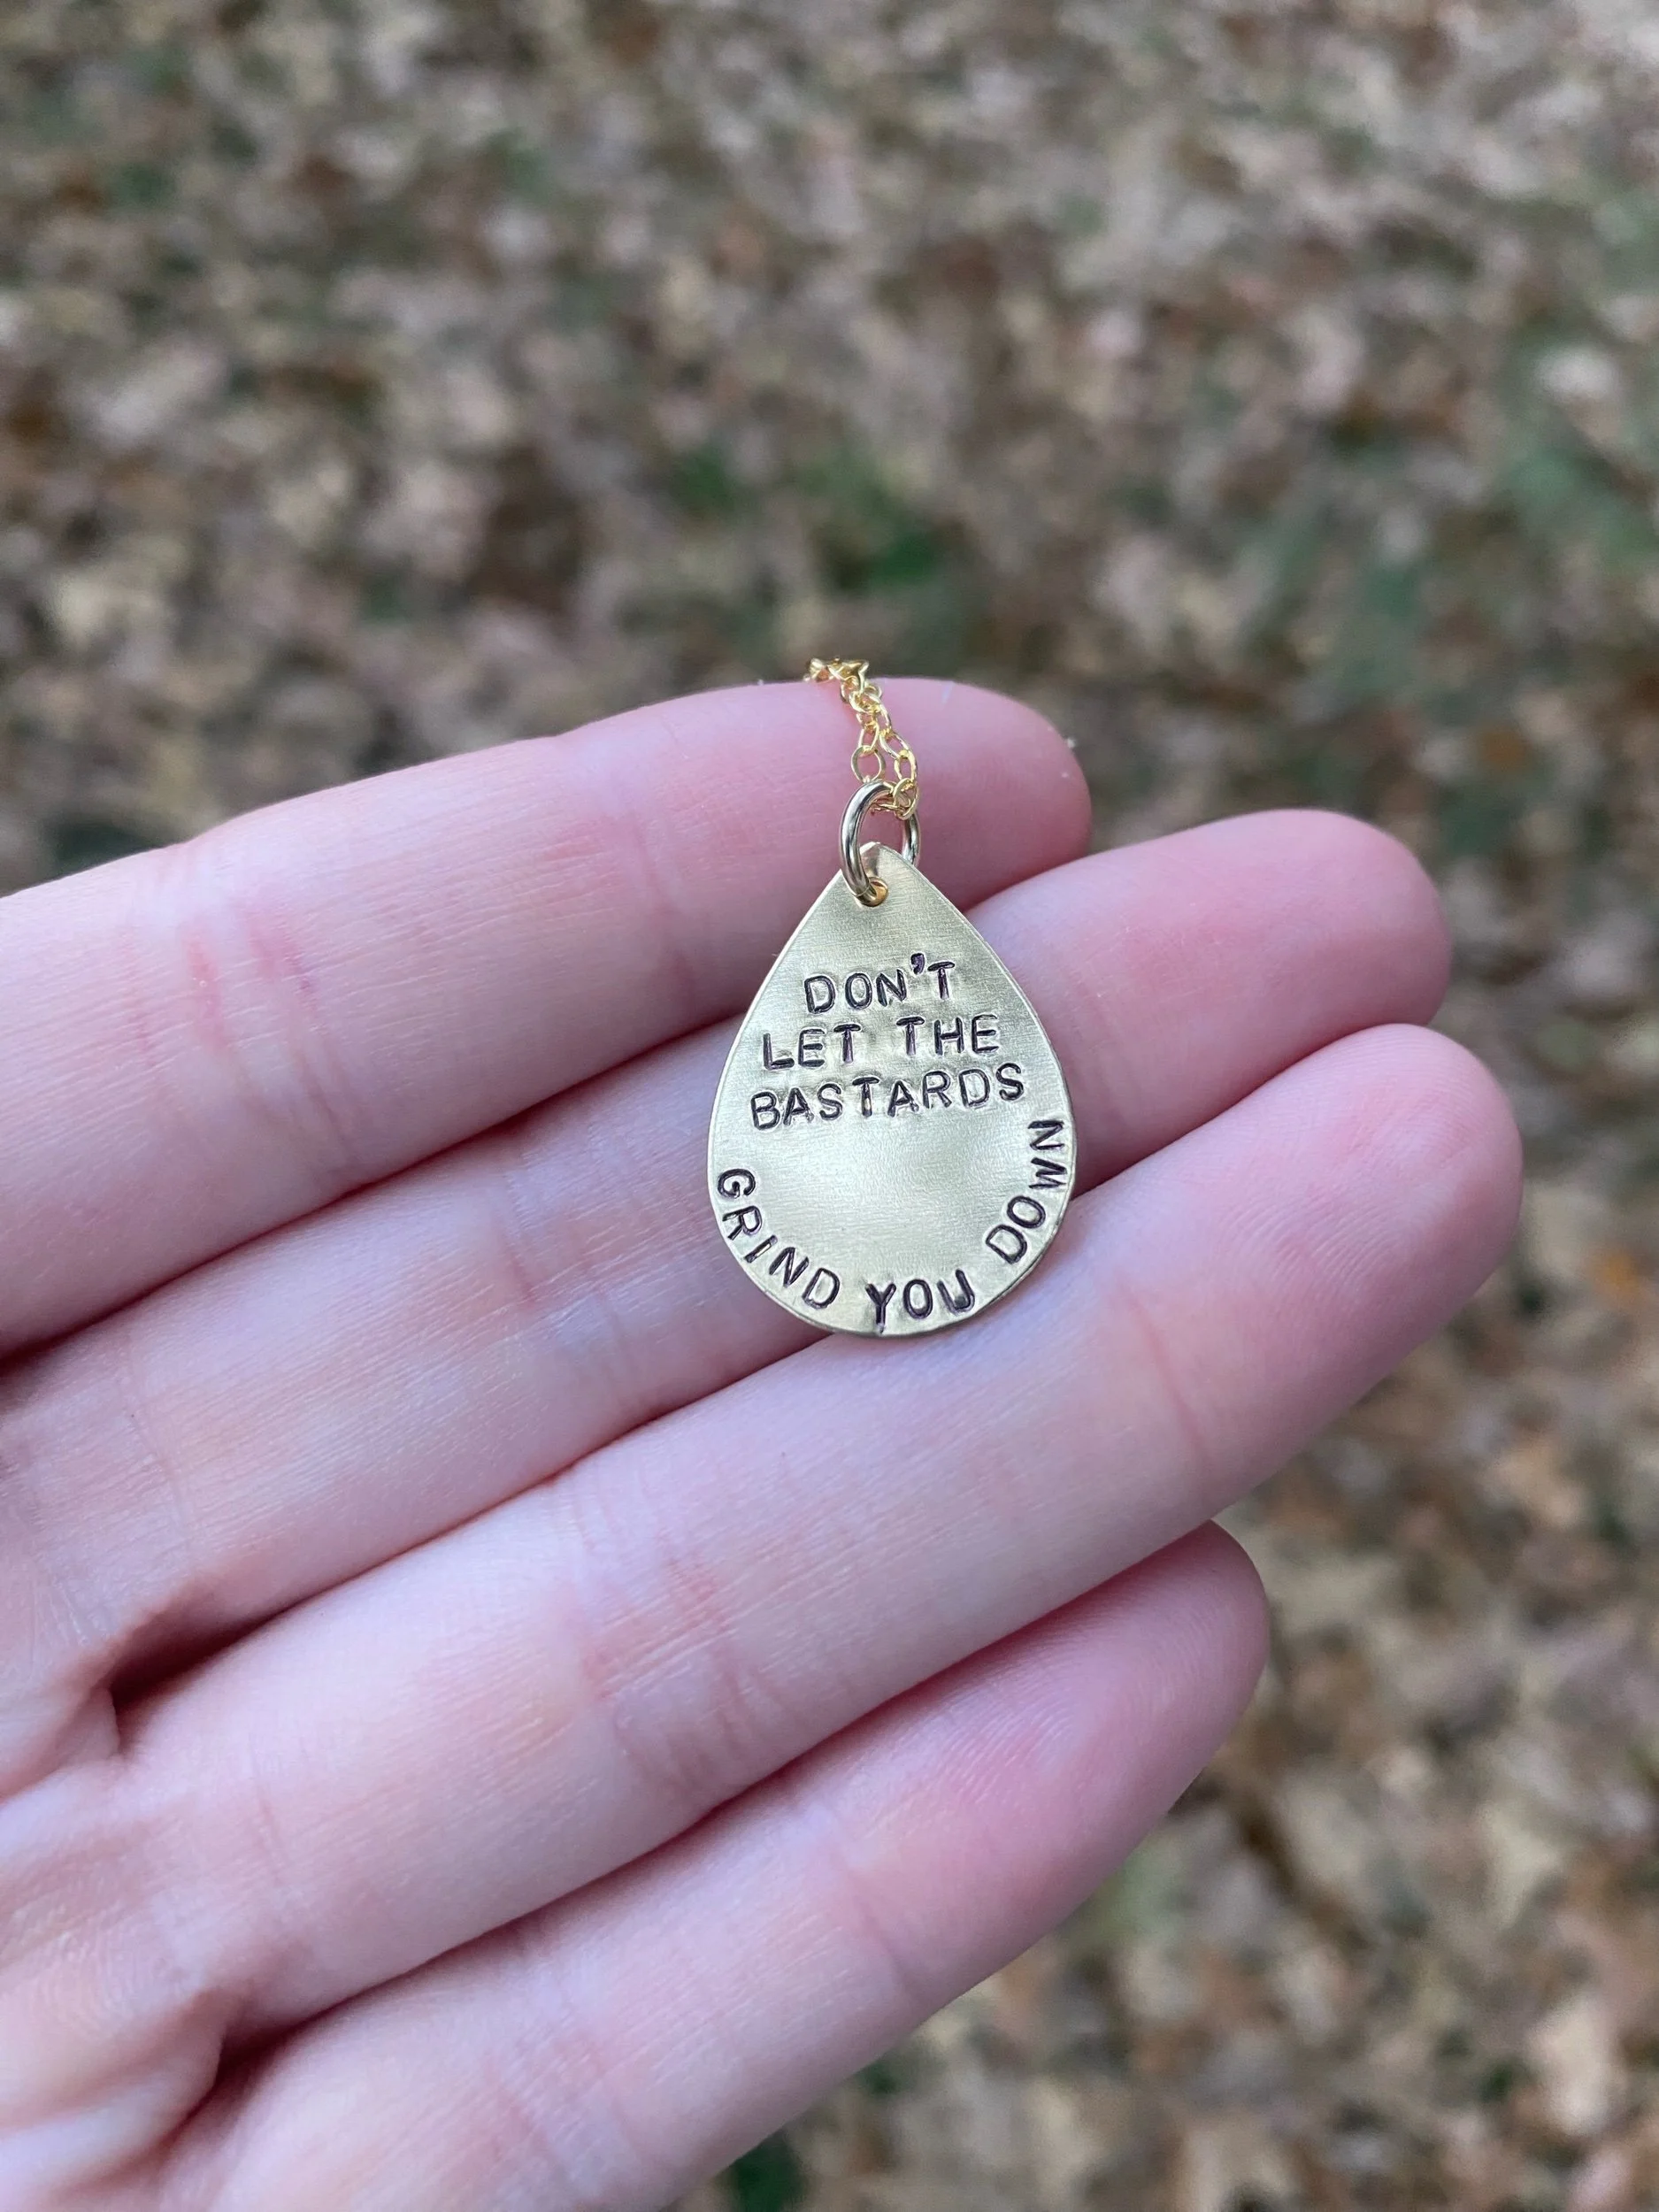 DON'T
LET THE
BASTARDS
GRIND YOU DOWN